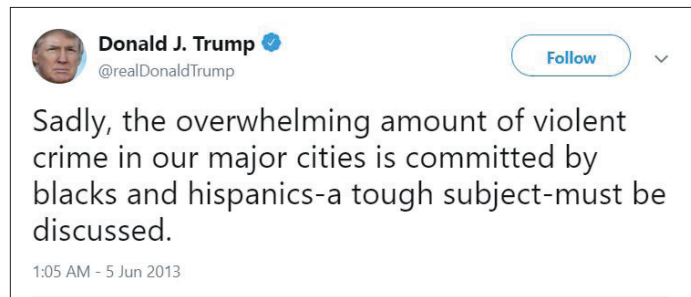 Donald J. Trump
@realDonaldTrump
Follow
Sadly, the overwhelming amount of violent
crime in our major cities is committed by
blacks and hispanics-a tough subject-must be
discussed.
1:05 AM - 5 Jun 2013